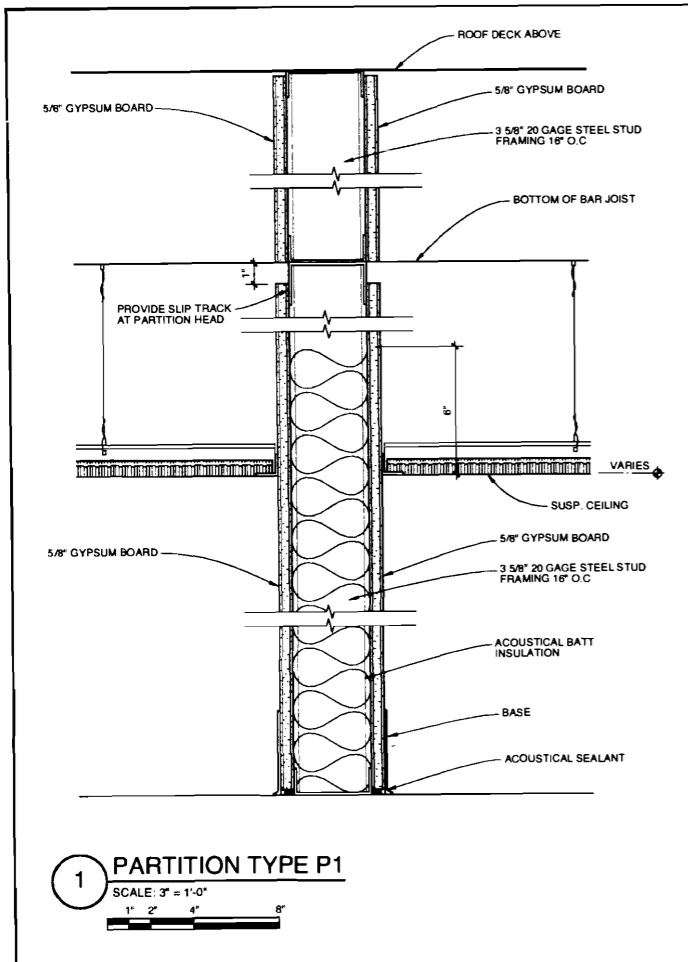 ROOF DECK ABOVE
5/8" GYPSUM BOARD
5/8" GYPSUM BOARD
3 5/8" 20 GAGE STEEL STUD
FRAMING 16" O.C
BOTTOM OF BAR JOIST
1"
PROVIDE SLIP TRACK
AT PARTITION HEAD
6"
VARIES
SUSP. CEILING
5/8" GYPSUM BOARD
5/8" GYPSUM BOARD
3 5/8" 20 GAGE STEEL STUD
FRAMING 16" O.C
ACOUSTICAL BATT
INSULATION
BASE
ACOUSTICAL SEALANT
1 PARTITION TYPE P1
SCALE: 3" = 1'-0"
1" 2" 4" 8"